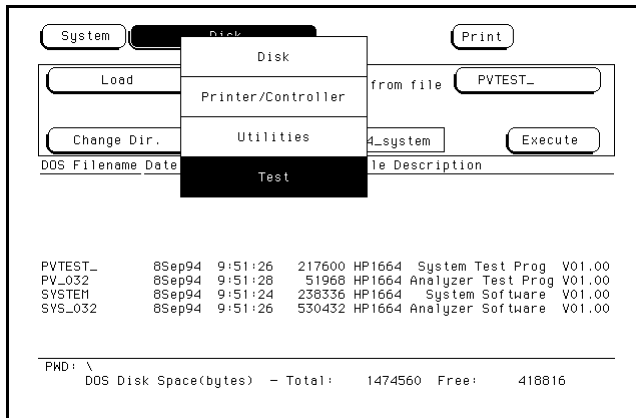 System Disk Print
Disk
Load from file PVTEST_
Printer/Controller
Utilities
Change Dir. 4_system Execute
DOS Filename Date le Description
Test
PVTEST_ 8Sep94 9:51:26 217600 HP1664 System Test Prog V01.00
PV_032 8Sep94 9:51:28 51968 HP1664 Analyzer Test Prog V01.00
SYSTEM 8Sep94 9:51:24 238336 HP1664 System Software V01.00
SYS_032 8Sep94 9:51:26 530432 HP1664 Analyzer Software V01.00
PWD: \
DOS Disk Space(bytes) - Total: 1474560 Free: 418816